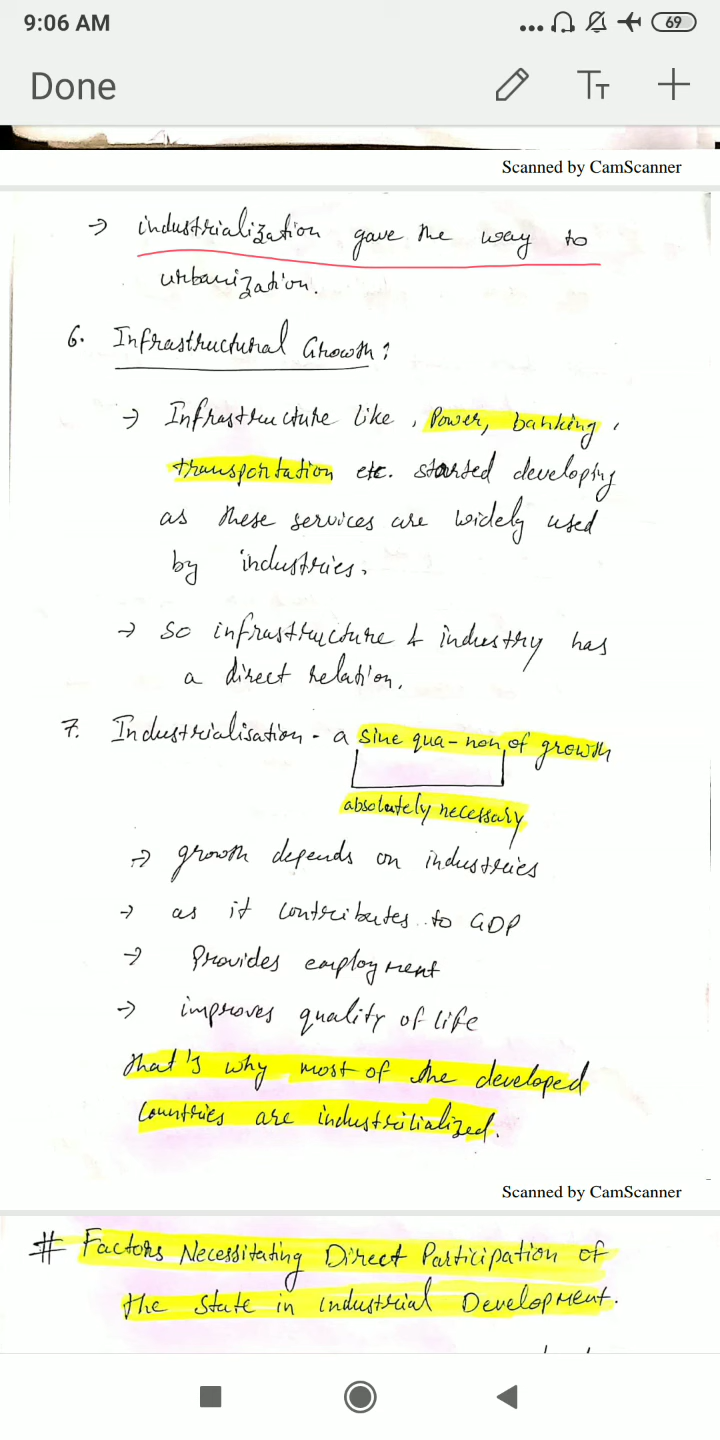 9:06 AM
69
Done
Scanned by CamScanner
→ industrialization gave the way to
urbanization.
6. Infrastructural Growth:
→ Infrastructure like, Power, banking,
transportation etc. started developing
as these services are widely used
by industries.
→ so infrastructure & industry has
a direct relation.
7. Industrialisation - a sine qua-non of growth
absolutely necessary
→ growth depends on industries
→ as it contributes to GDP
→ Provides employment
→ improves quality of life
that's why most of the developed
Countries are industrilialized.
Scanned by CamScanner
# Factors Necessitating Direct Participation of
the State in Industrial Development.